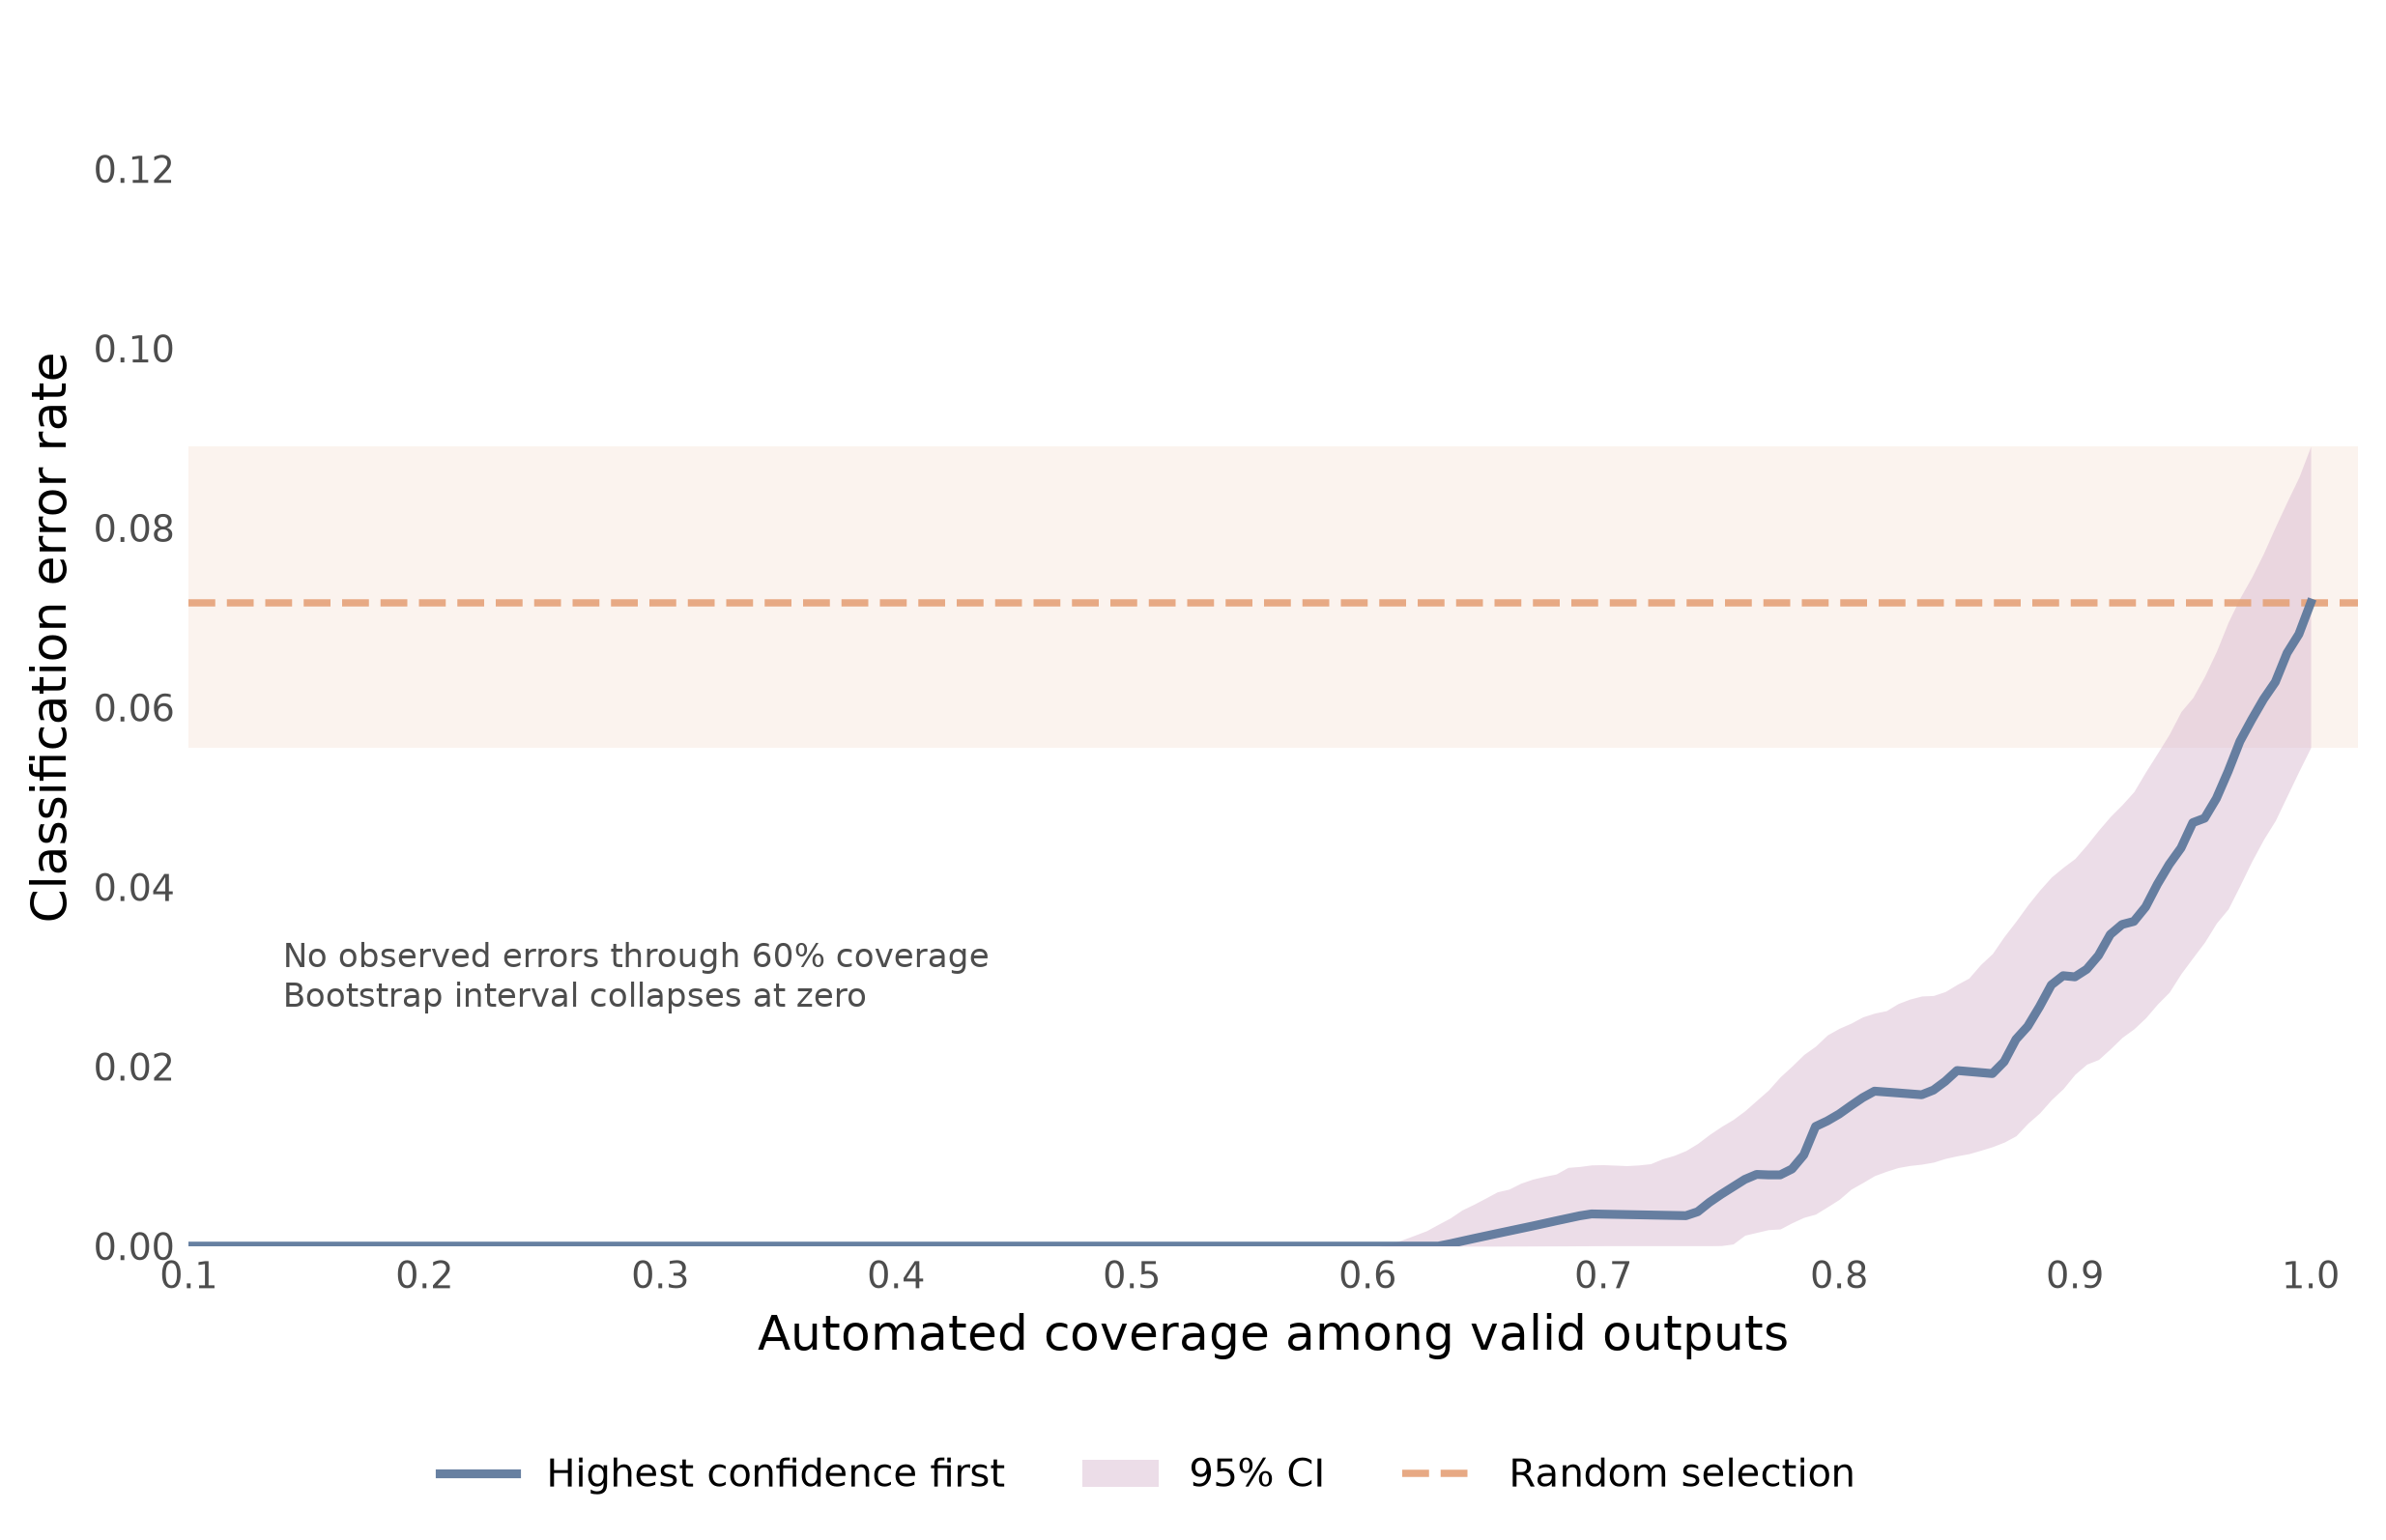 0.12
0.10
0.08
0.06
0.04
0.02
0.00
Classification error rate
No observed errors through 60% coverage
Bootstrap interval collapses at zero
0.1 0.2 0.3 0.4 0.5 0.6 0.7 0.8 0.9 1.0
Automated coverage among valid outputs
Highest confidence first 95% CI Random selection